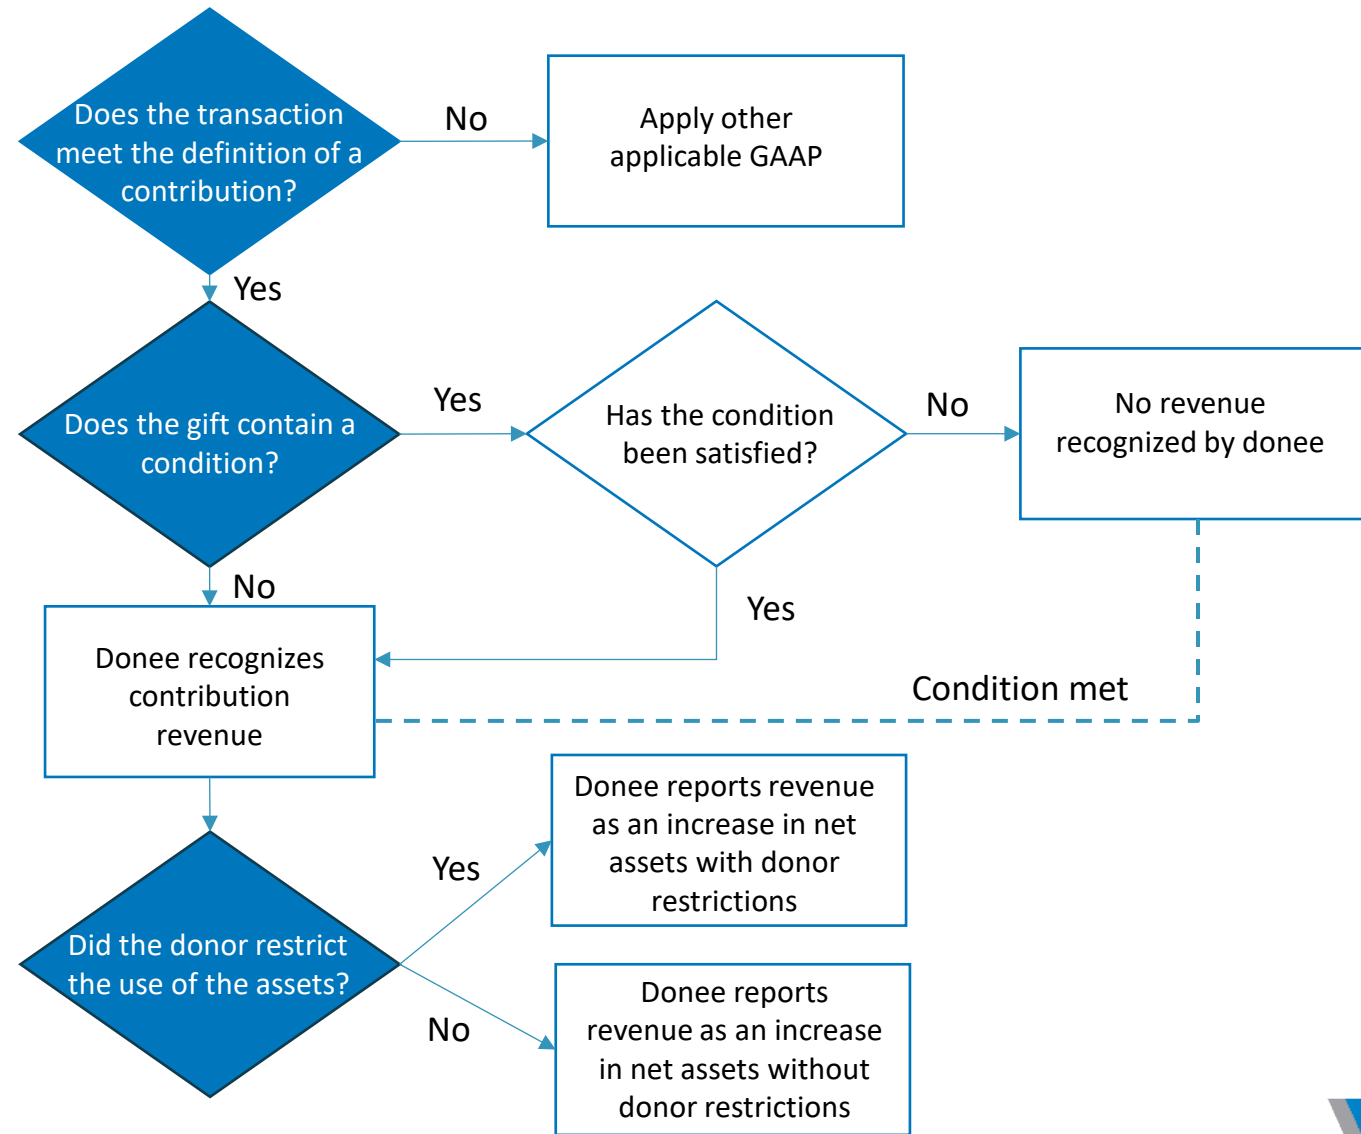 Does the transaction
meet the definition of a
contribution?
No
Apply other
applicable GAAP
Yes
Does the gift contain a
condition?
Yes
Has the condition
been satisfied?
No
No revenue
recognized by donee
No
Yes
Donee recognizes
contribution
revenue
Condition met
Did the donor restrict
the use of the assets?
Yes
Donee reports revenue
as an increase in net
assets with donor
restrictions
No
Donee reports
revenue as an increase
in net assets without
donor restrictions